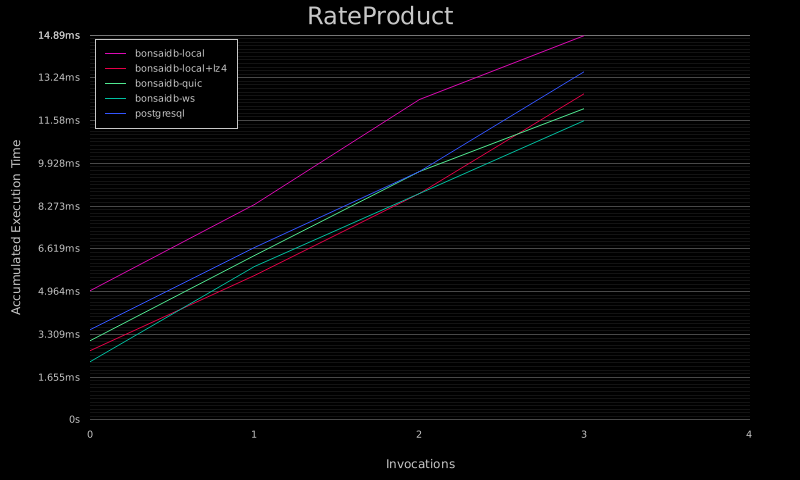 RateProduct
14.89ms
13.24ms
11.58ms
9.928ms
8.273ms
6.619ms
4.964ms
3.309ms
1.655ms
0s
Accumulated Execution Time
bonsaidb-local
bonsaidb-local+lz4
bonsaidb-quic
bonsaidb-ws
postgresql
0 1 2 3 4
Invocations